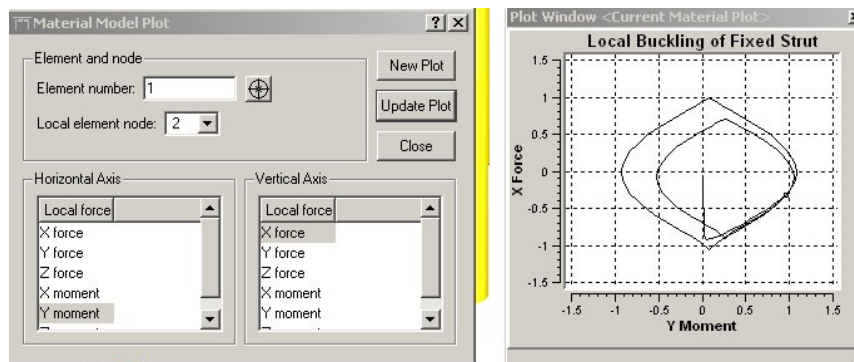 Material Model Plot
Element and node
Element number: 1
Local element node: 2
New Plot
Update Plot
Close
Horizontal Axis
Local force
X force
Y force
Z force
X moment
Y moment
Vertical Axis
Local force
X force
Y force
Z force
X moment
Y moment
Plot Window <Current Material Plot>
Local Buckling of Fixed Strut
X Force
1.5
1
0.5
0
-0.5
-1
-1.5
-1.5 -1 -0.5 0 0.5 1 1.5
Y Moment